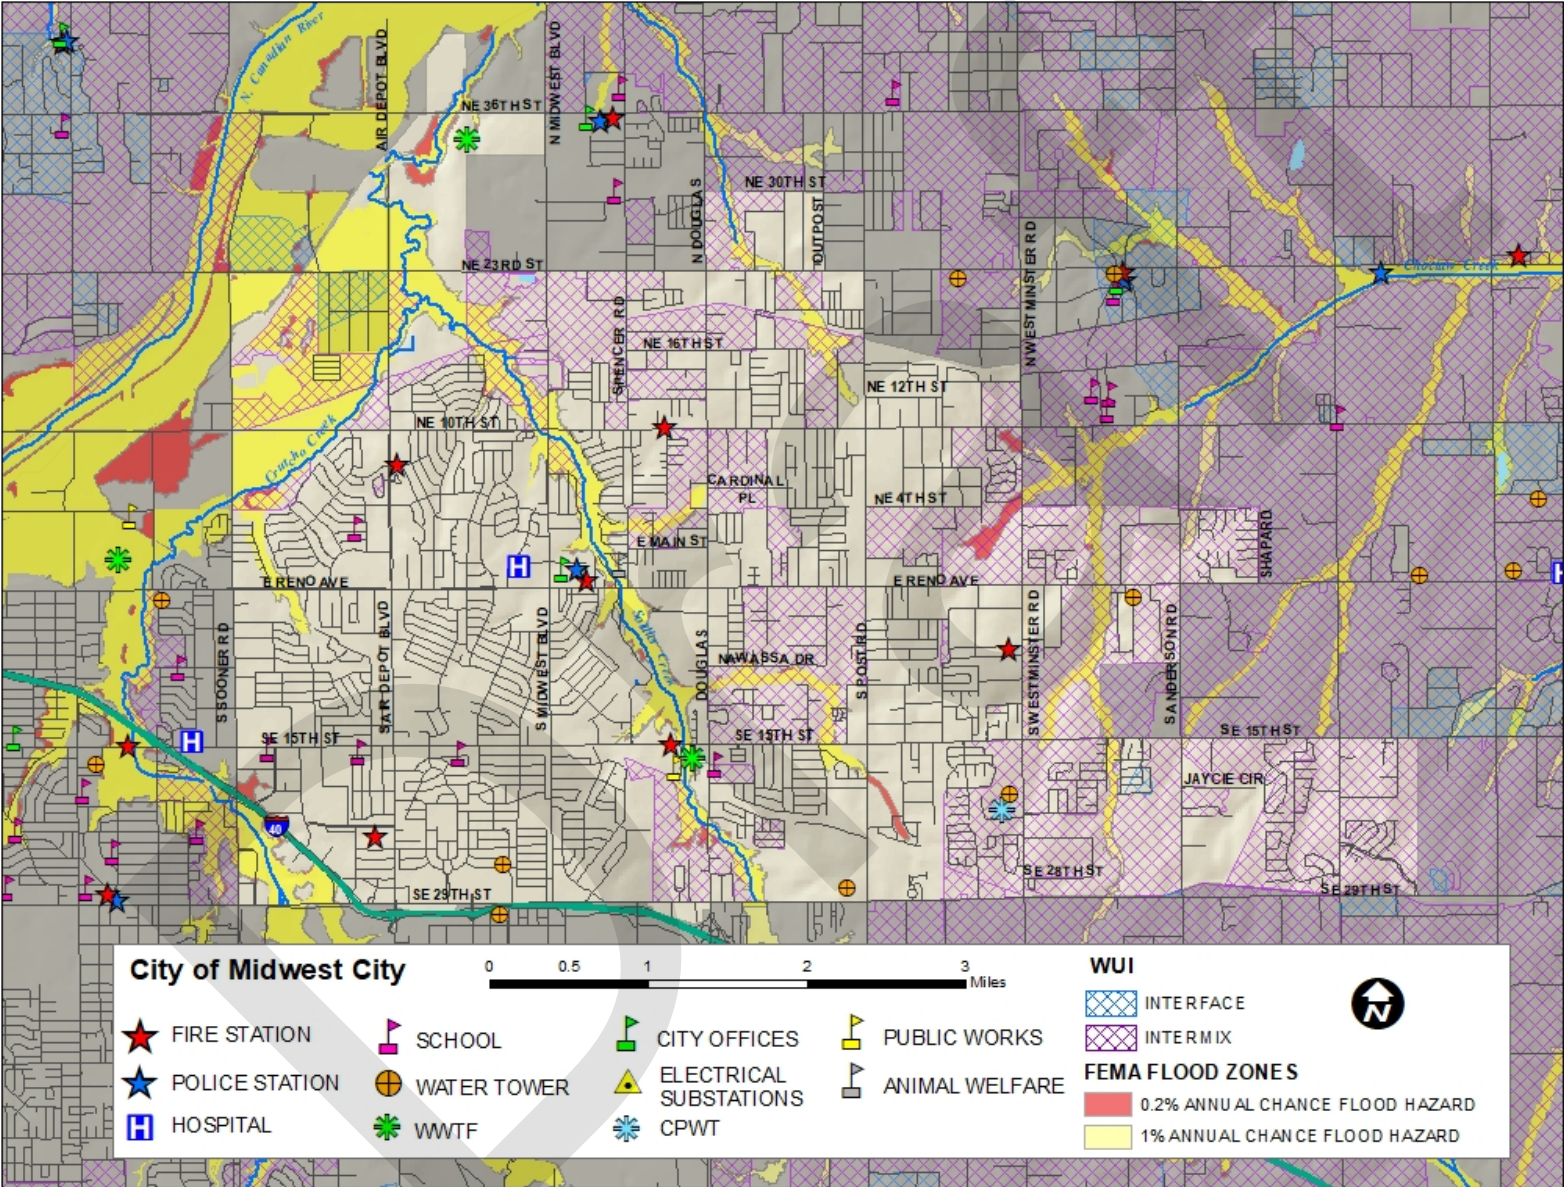 N. Canadian River
AIR DEPOT BLVD
N MIDWEST BLVD
NE 36TH ST
NE 30TH ST
N DOUGLAS
OUTPOST
N WESTMINSTER RD
NE 23RD ST
Choctaw Creek
SPENCER RD
NE 16TH ST
NE 12TH ST
NE 10TH ST
Crutcho Creek
CARDINAL
PL
NE 4TH ST
E MAIN ST
SHAPARD
H
H
E RENO AVE
E RENO AVE
Soldier Creek
S SOONER RD
S AIR DEPOT BLVD
S MIDWEST BLVD
DOUGLAS
NAWASSA DR
S POST RD
S WESTMINSTER RD
S ANDERSON RD
H
SE 15TH ST
SE 15TH ST
SE 15TH ST
JAYCIE CIR
40
SE 29TH ST
SE 28TH ST
SE 29TH ST
City of Midwest City
0 0.5 1 2 3
Miles
FIRE STATION
SCHOOL
CITY OFFICES
PUBLIC WORKS
POLICE STATION
WATER TOWER
ELECTRICAL
SUBSTATIONS
ANIMAL WELFARE
H HOSPITAL
WWTF
CPWT
WUI
INTERFACE
INTERMIX
N
FEMA FLOOD ZONES
0.2% ANNUAL CHANCE FLOOD HAZARD
1% ANNUAL CHANCE FLOOD HAZARD